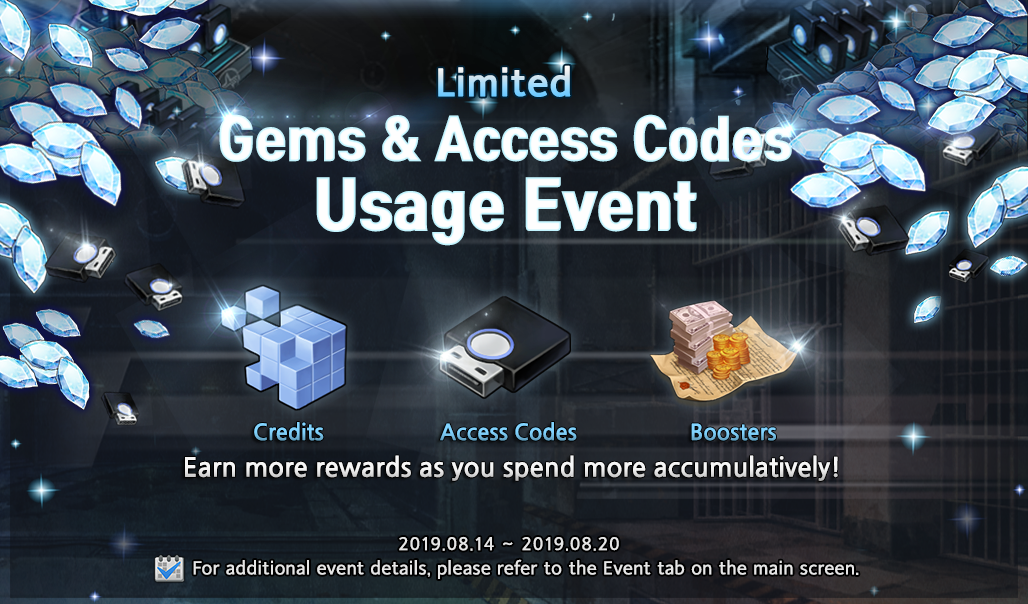 Limited
Gems & Access Codes
Usage Event
Credits
Access Codes
Boosters
Earn more rewards as you spend more accumulatively!
2019.08.14 ~ 2019.08.20
For additional event details, please refer to the Event tab on the main screen.